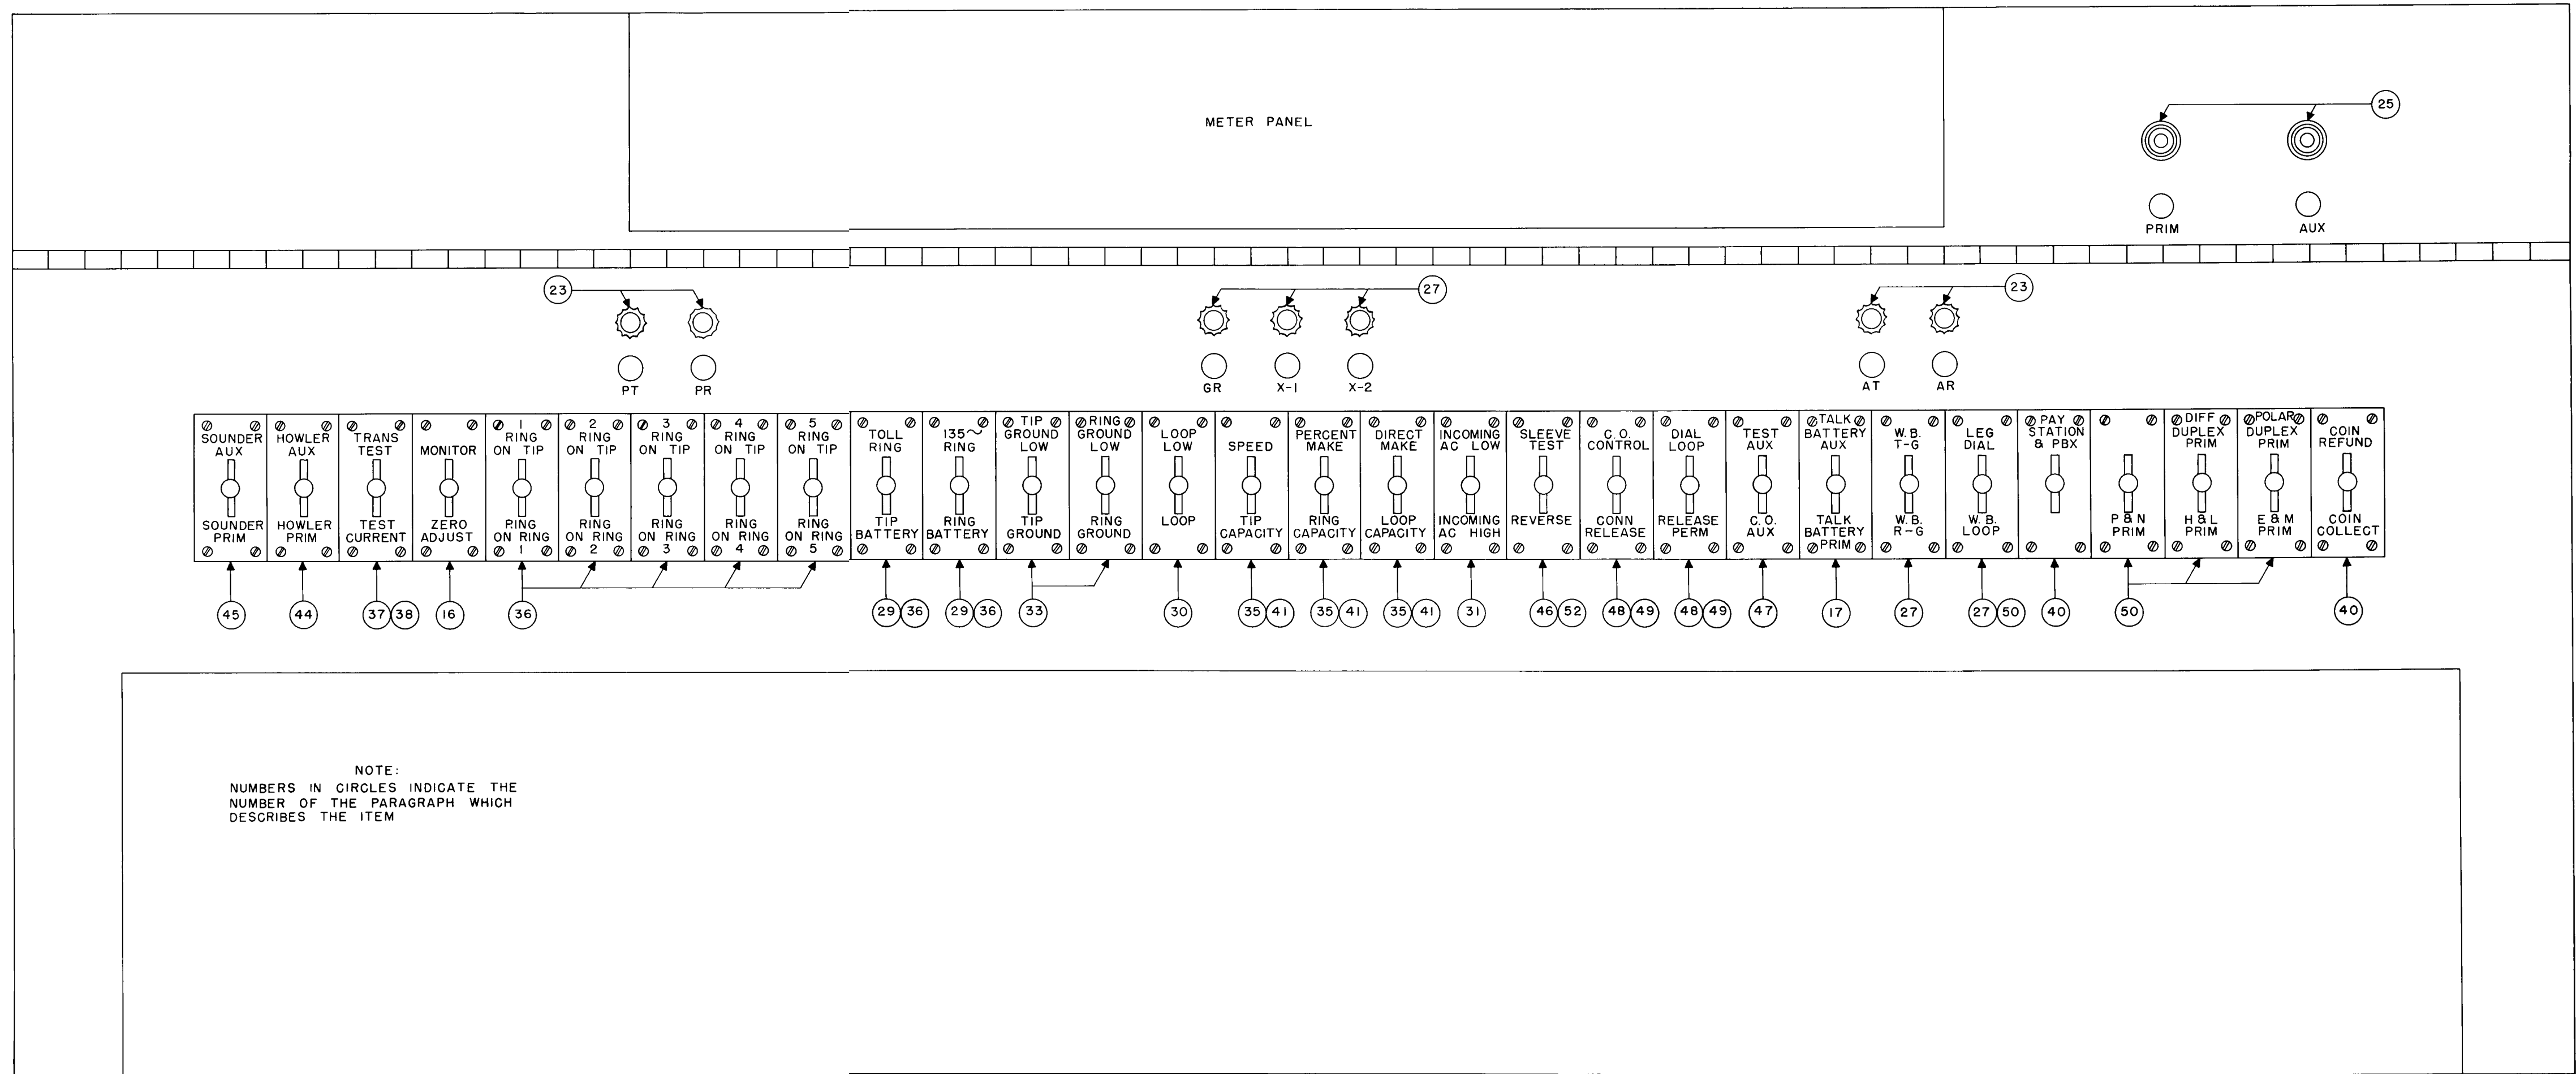 METER PANEL
25
PRIM
AUX
23
27
23
PT
PR
GR
X-1
X-2
AT
AR
SOUNDER
AUX
SOUNDER
PRIM
HOWLER
AUX
HOWLER
PRIM
TRANS
TEST
TEST
CURRENT
MONITOR
ZERO
ADJUST
1
RING
ON TIP
RING
ON RING
1
2
RING
ON TIP
RING
ON RING
2
3
RING
ON TIP
RING
ON RING
3
4
RING
ON TIP
RING
ON RING
4
5
RING
ON TIP
RING
ON RING
5
TOLL
RING
TIP
BATTERY
135~
RING
RING
BATTERY
TIP
GROUND
LOW
TIP
GROUND
RING
GROUND
LOW
RING
GROUND
LOOP
LOW
LOOP
SPEED
TIP
CAPACITY
PERCENT
MAKE
RING
CAPACITY
DIRECT
MAKE
LOOP
CAPACITY
INCOMING
AC LOW
INCOMING
AC HIGH
SLEEVE
TEST
REVERSE
C.O.
CONTROL
CONN
RELEASE
DIAL
LOOP
RELEASE
PERM
TEST
AUX
C.O.
AUX
TALK
BATTERY
AUX
TALK
BATTERY
PRIM
W.B.
T-G
W.B.
R-G
LEG
DIAL
W.B.
LOOP
PAY
STATION
& PBX
P & N
PRIM
DIFF
DUPLEX
PRIM
H & L
PRIM
POLAR
DUPLEX
PRIM
E & M
PRIM
COIN
REFUND
COIN
COLLECT
45
44
37 38
16
36
29 36
29 36
33
30
35 41
35 41
35 41
31
46 52
48 49
48 49
47
17
27
27 50
40
50
40
NOTE:
NUMBERS IN CIRCLES INDICATE THE
NUMBER OF THE PARAGRAPH WHICH
DESCRIBES THE ITEM